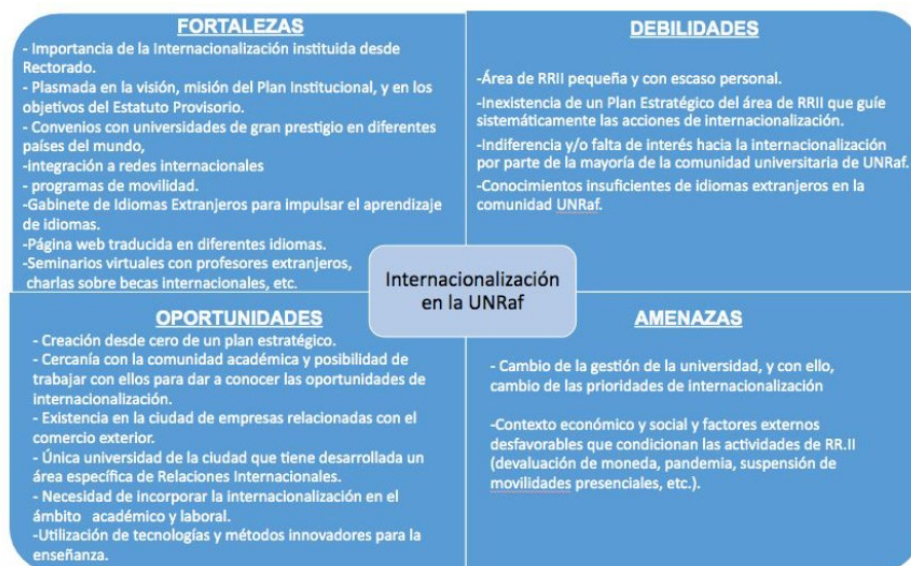 FORTALEZAS
- Importancia de la Internacionalización instituida desde
Rectorado.
- Plasmada en la visión, misión del Plan Institucional, y en los
objetivos del Estatuto Provisorio.
- Convenios con universidades de gran prestigio en diferentes
países del mundo,
-integración a redes internacionales
- programas de movilidad.
-Gabinete de Idiomas Extranjeros para impulsar el aprendizaje
de idiomas.
-Página web traducida en diferentes idiomas.
-Seminarios virtuales con profesores extranjeros,
charlas sobre becas internacionales, etc.
DEBILIDADES
-Área de RRII pequeña y con escaso personal.
-Inexistencia de un Plan Estratégico del área de RRII que guíe
sistemáticamente las acciones de internacionalización.
-Indiferencia y/o falta de interés hacia la internacionalización
por parte de la mayoría de la comunidad universitaria de UNRaf.
-Conocimientos insuficientes de idiomas extranjeros en la
comunidad UNRaf.
Internacionalización
en la UNRaf
OPORTUNIDADES
- Creación desde cero de un plan estratégico.
- Cercanía con la comunidad académica y posibilidad de
trabajar con ellos para dar a conocer las oportunidades de
internacionalización.
- Existencia en la ciudad de empresas relacionadas con el
comercio exterior.
- Única universidad de la ciudad que tiene desarrollada un
área específica de Relaciones Internacionales.
- Necesidad de incorporar la internacionalización en el
ámbito académico y laboral.
-Utilización de tecnologías y métodos innovadores para la
enseñanza.
AMENAZAS
- Cambio de la gestión de la universidad, y con ello,
cambio de las prioridades de internacionalización
-Contexto económico y social y factores externos
desfavorables que condicionan las actividades de RR.II
(devaluación de moneda, pandemia, suspensión de
movilidades presenciales, etc.).